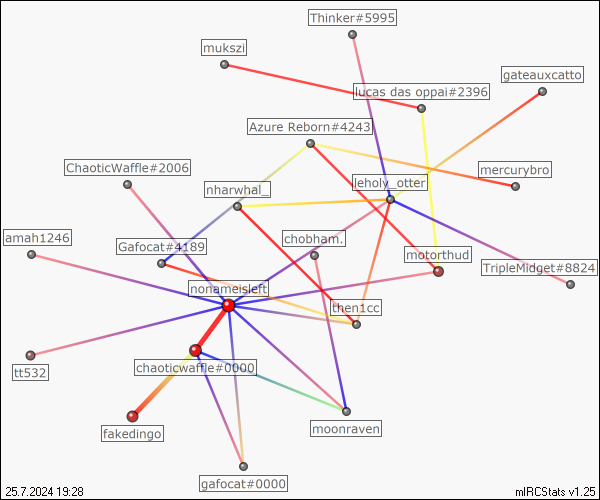 Thinker#5995
mukszi
gateauxcatto
lucas das oppai#2396
Azure Reborn#4243
ChaoticWaffle#2006
mercurybro
leholy_otter
nharwhal_
amah1246
chobham.
Gafocat#4189
motorthud
TripleMidget#8824
nonameisleft
then1cc
chaoticwaffle#0000
tt532
moonraven
fakedingo
gafocat#0000
25.7.2024 19:28
mIRCStats v1.25